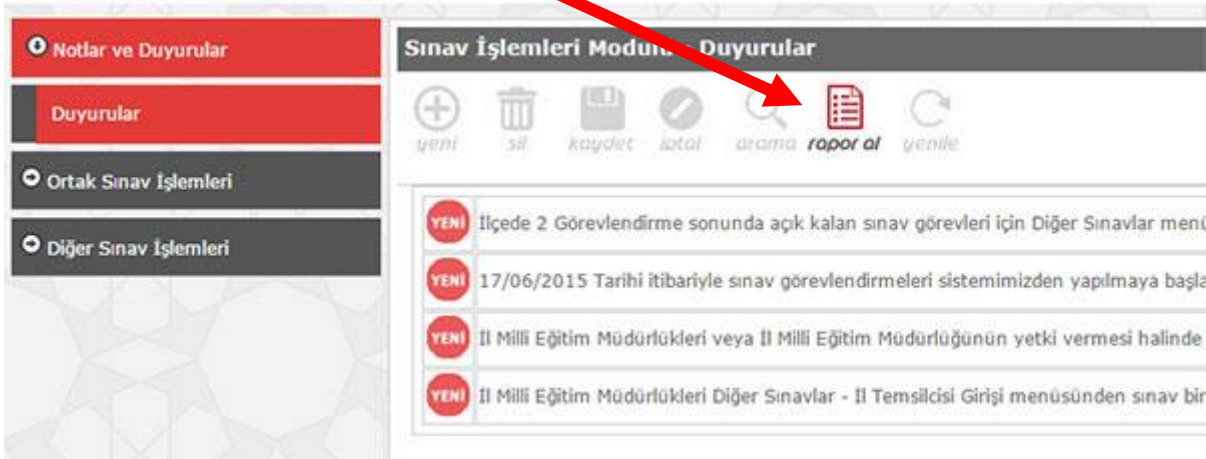 Notlar ve Duyurular
Duyurular
Ortak Sınav İşlemleri
Diğer Sınav İşlemleri
Sınav İşlemleri Modülü - Duyurular
yeni sil kaydet iptal arama rapor al yenile
YENİ İlçede 2 Görevlendirme sonunda açık kalan sınav görevleri için Diğer Sınavlar menü
YENİ 17/06/2015 Tarihi itibariyle sınav görevlendirmeleri sistemimizden yapılmaya başla
YENİ İl Milli Eğitim Müdürlükleri veya İl Milli Eğitim Müdürlüğünün yetki vermesi halinde
YENİ İl Milli Eğitim Müdürlükleri Diğer Sınavlar - İl Temsilcisi Girişi menüsünden sınav bir